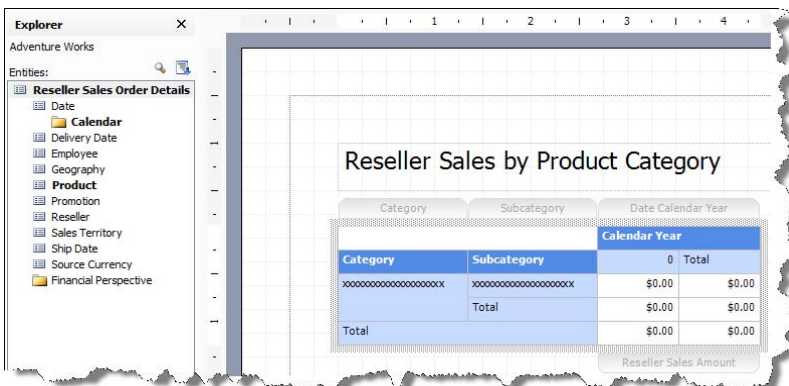 Explorer ×
Adventure Works
Entities:
Reseller Sales Order Details
Date
Calendar
Delivery Date
Employee
Geography
Product
Promotion
Reseller
Sales Territory
Ship Date
Source Currency
Financial Perspective
1 2 3 4
Reseller Sales by Product Category
Category Subcategory Date Calendar Year
Calendar Year
Category Subcategory 0 Total
xxxxxxxxxxxxxxxxxxxx xxxxxxxxxxxxxxxxxxxx $0.00 $0.00
Total $0.00 $0.00
Total $0.00 $0.00
Reseller Sales Amount